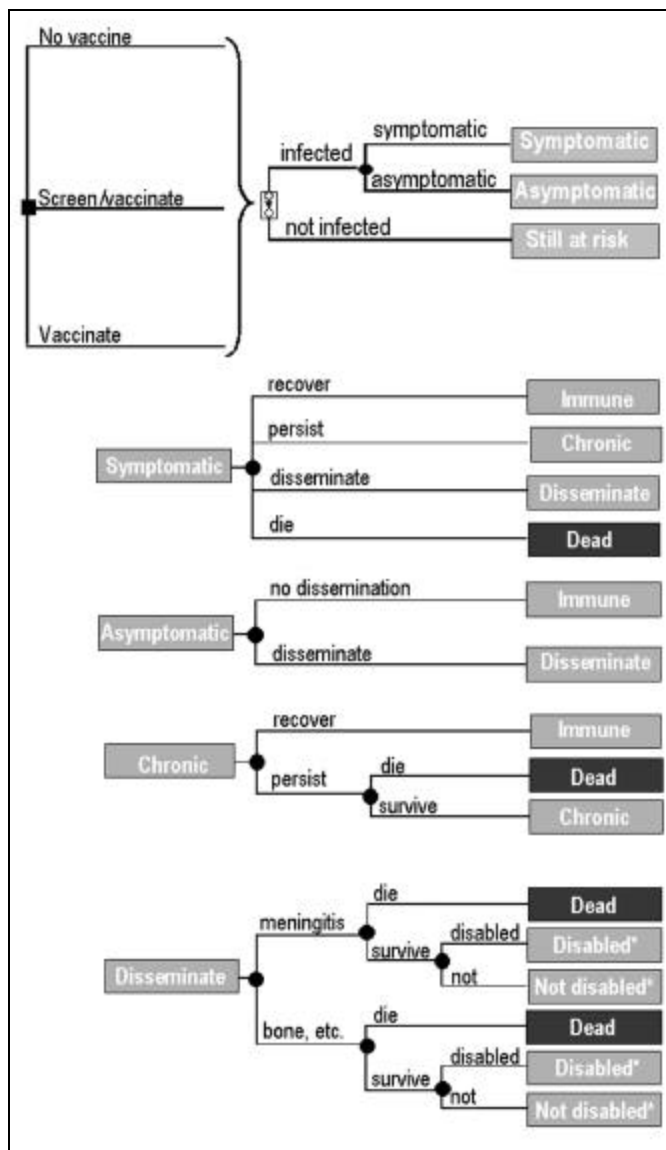 No vaccine
symptomatic
Symptomatic
infected
asymptomatic
Asymptomatic
Screen/vaccinate
not infected
Still at risk
Vaccinate
recover
Immune
persist
Chronic
Symptomatic
disseminate
Disseminate
die
Dead
no dissemination
Immune
Asymptomatic
disseminate
Disseminate
recover
Immune
Chronic
die
Dead
persist
survive
Chronic
die
Dead
meningitis
disabled
Disabled*
survive
not
Not disabled*
Disseminate
die
Dead
bone, etc.
disabled
Disabled*
survive
not
Not disabled*